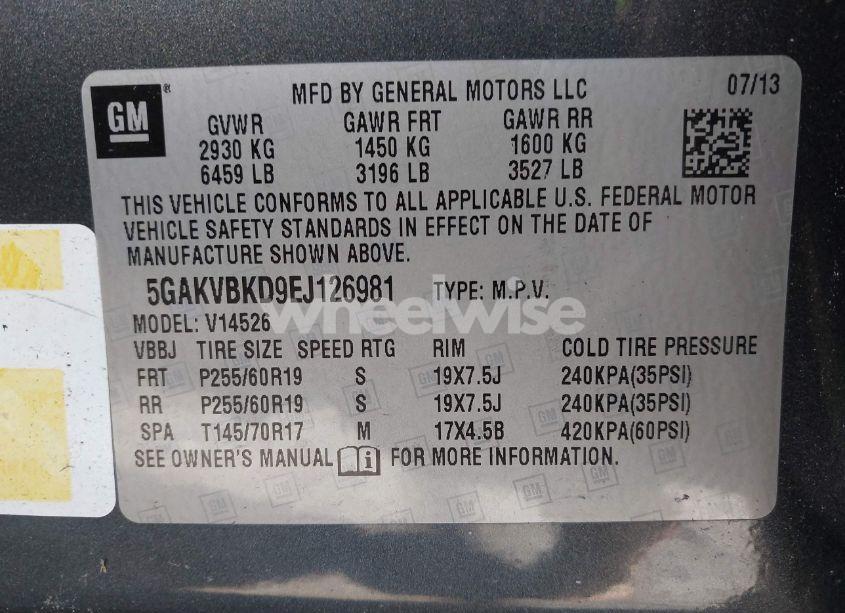 GM
MFD BY GENERAL MOTORS LLC 07/13
GVWR GAWR FRT GAWR RR
2930 KG 1450 KG 1600 KG
6459 LB 3196 LB 3527 LB
THIS VEHICLE CONFORMS TO ALL APPLICABLE U.S. FEDERAL MOTOR
VEHICLE SAFETY STANDARDS IN EFFECT ON THE DATE OF
MANUFACTURE SHOWN ABOVE.
5GAKVBKD9EJ126981 TYPE: M.P.V.
wheelwise
MODEL: V14526
VBBJ TIRE SIZE SPEED RTG RIM COLD TIRE PRESSURE
FRT P255/60R19 S 19X7.5J 240KPA(35PSI)
RR P255/60R19 S 19X7.5J 240KPA(35PSI)
SPA T145/70R17 M 17X4.5B 420KPA(60PSI)
SEE OWNER'S MANUAL FOR MORE INFORMATION.